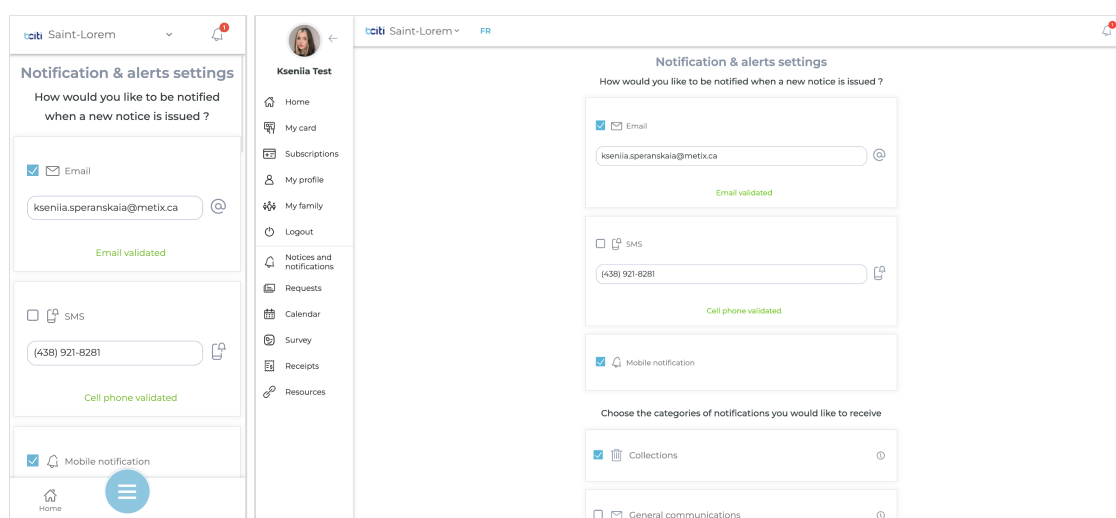 bciti Saint-Lorem
1
Notification & alerts settings
How would you like to be notified
when a new notice is issued ?
Email
kseniia.speranskaia@metix.ca
Email validated
SMS
(438) 921-8281
Cell phone validated
Mobile notification
Home
Kseniia Test
Home
My card
Subscriptions
My profile
My family
Logout
Notices and
notifications
Requests
Calendar
Survey
Receipts
Resources
bciti Saint-Lorem FR
1
Notification & alerts settings
How would you like to be notified when a new notice is issued ?
Email
kseniia.speranskaia@metix.ca
Email validated
SMS
(438) 921-8281
Cell phone validated
Mobile notification
Choose the categories of notifications you would like to receive
Collections
General communications